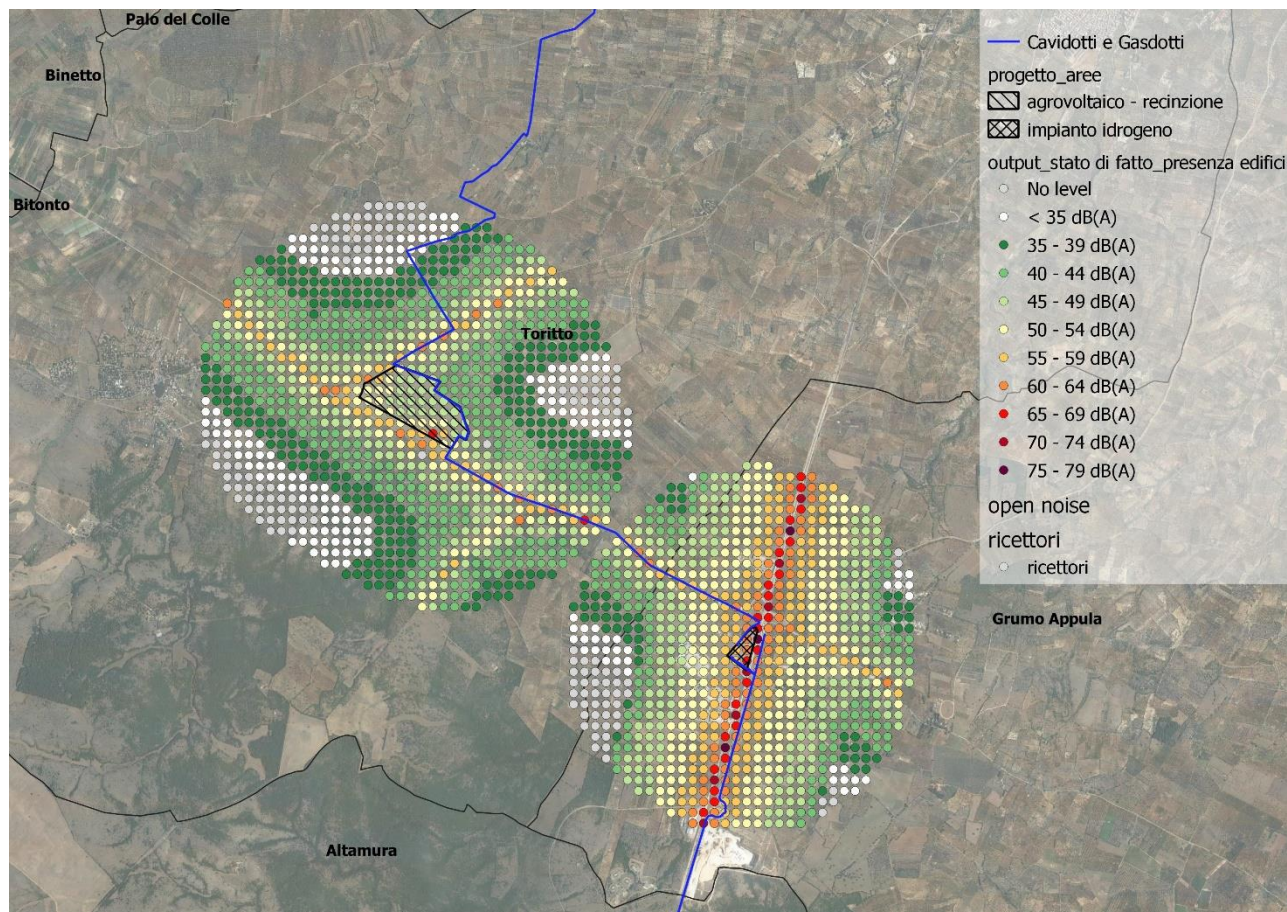 Palo del Colle
Binetto
Bitonto
Toritto
Grumo Appula
Altamura
Cavidotti e Gasdotti
progetto_aree
agrovoltaico - recinzione
impianto idrogeno
output_stato di fatto_presenza edifici
No level
< 35 dB(A)
35 - 39 dB(A)
40 - 44 dB(A)
45 - 49 dB(A)
50 - 54 dB(A)
55 - 59 dB(A)
60 - 64 dB(A)
65 - 69 dB(A)
70 - 74 dB(A)
75 - 79 dB(A)
open noise
ricettori
ricettori